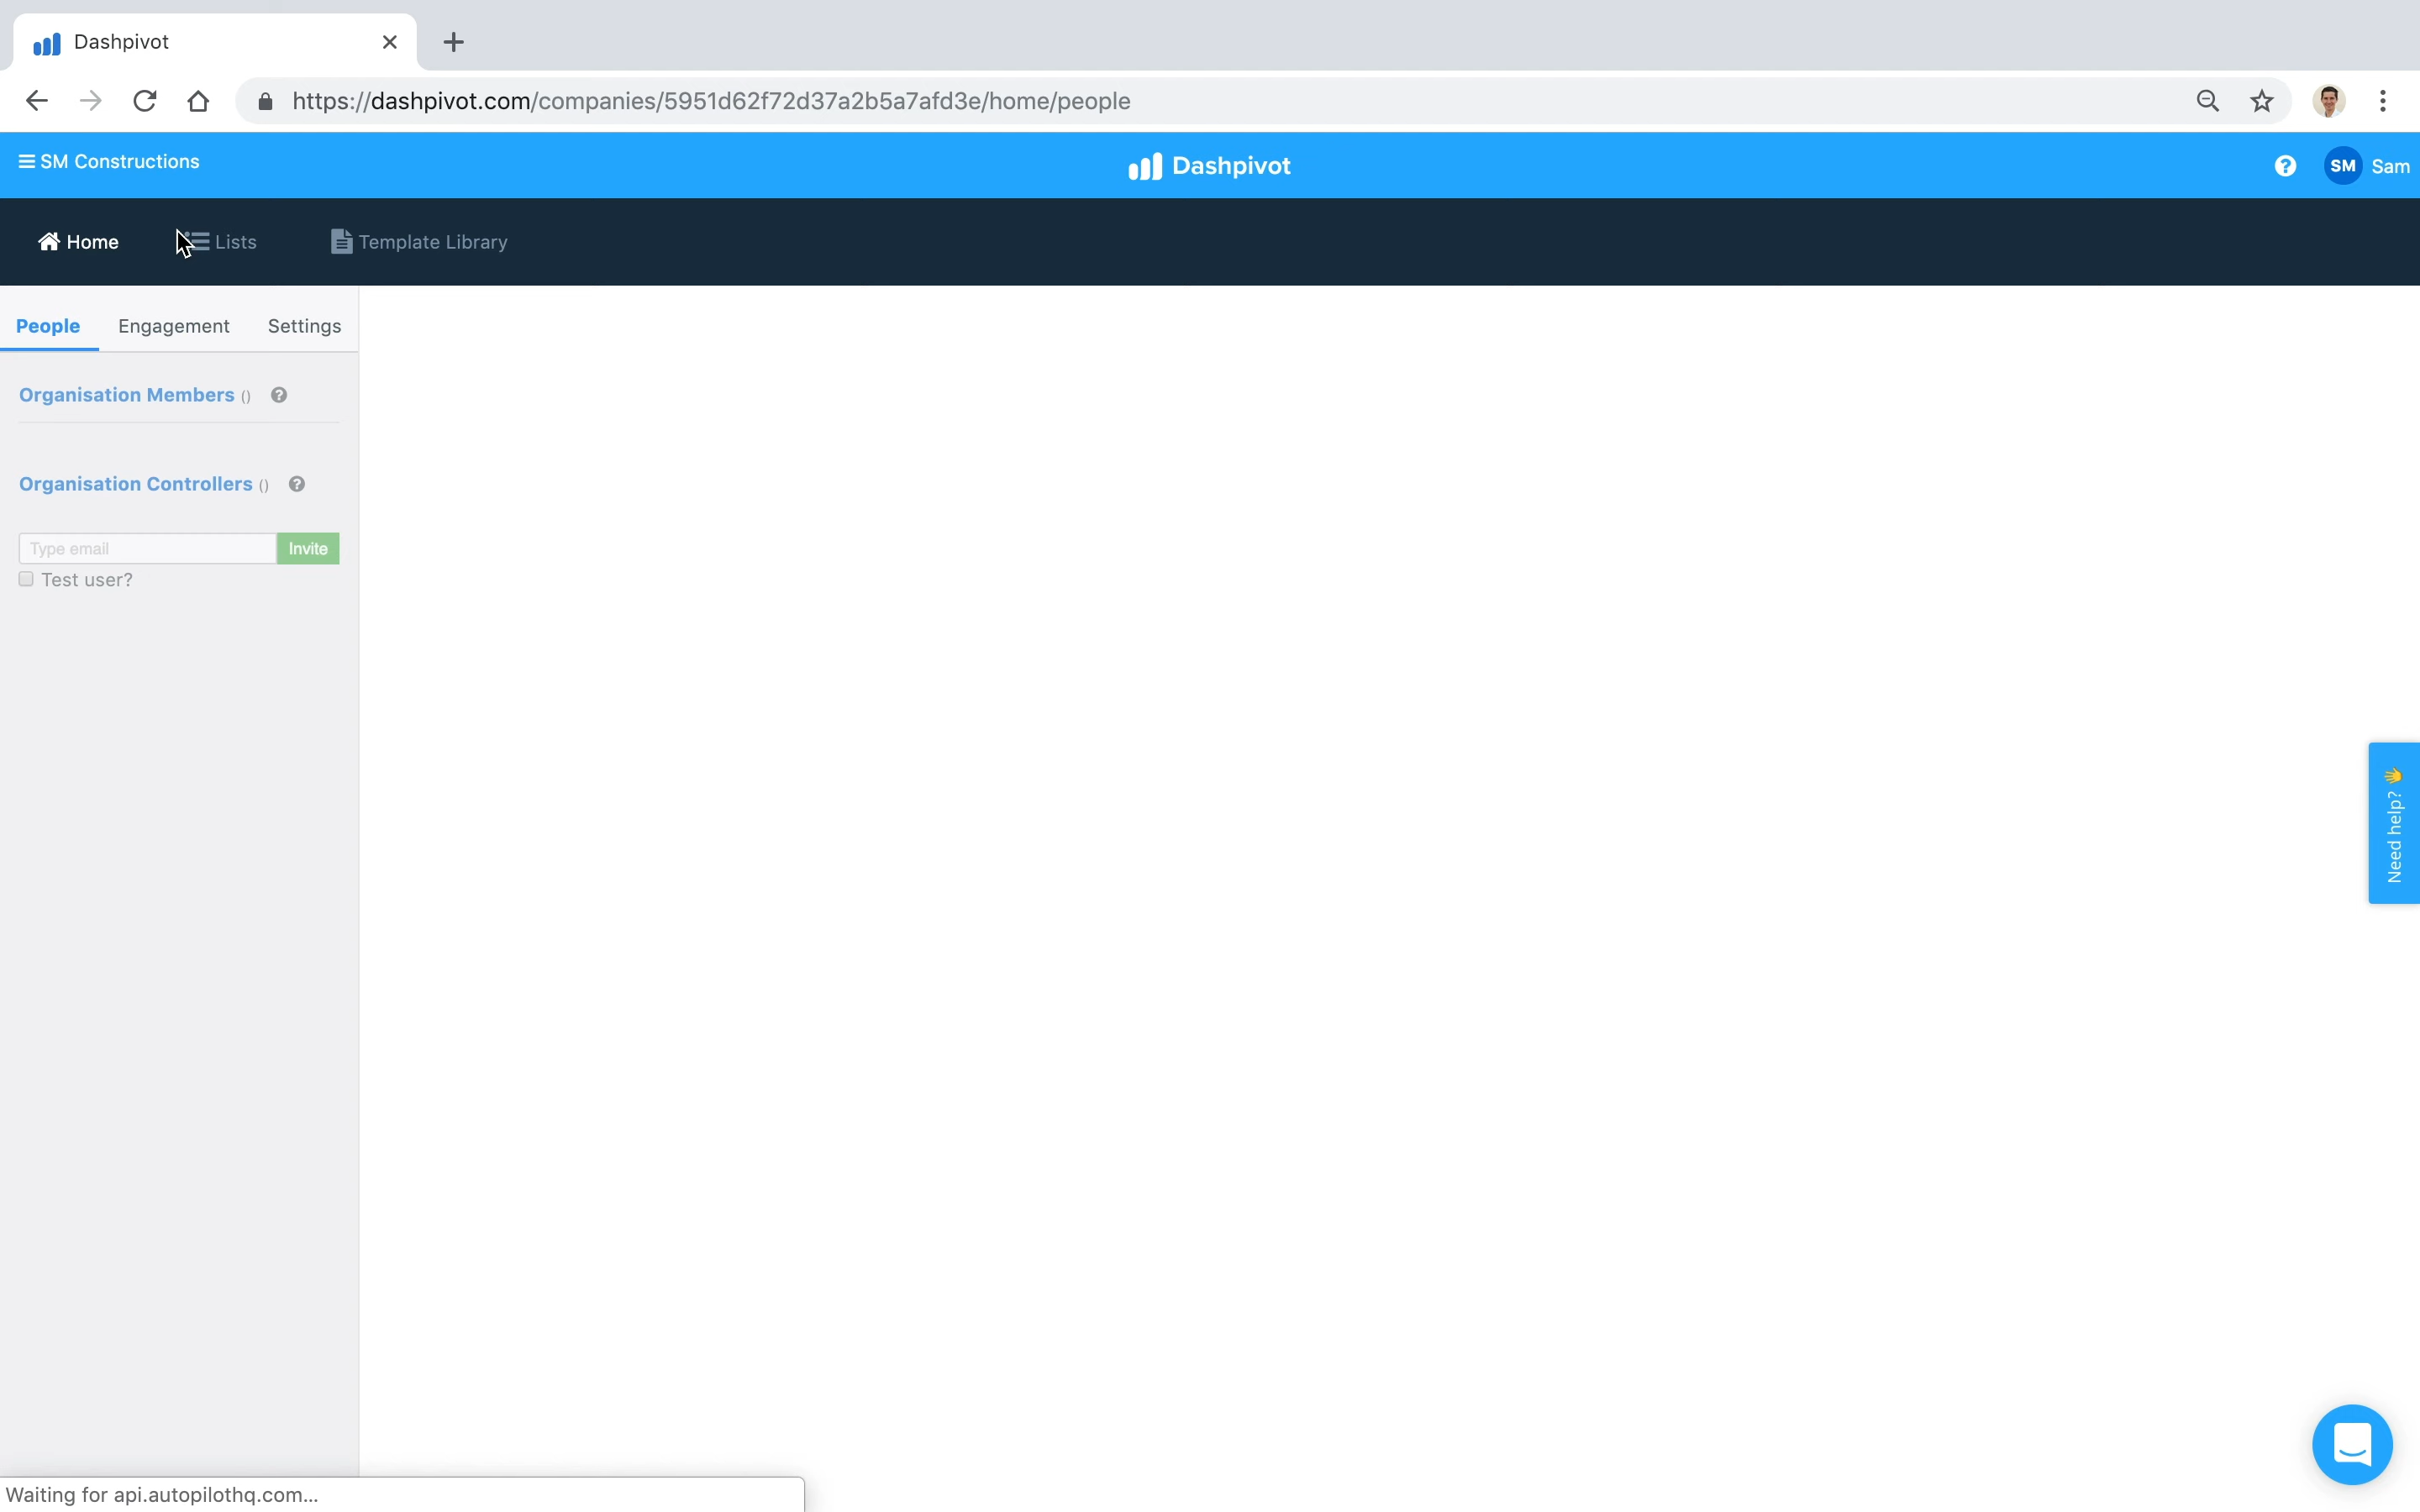 Dashpivot
https://dashpivot.com/companies/5951d62f72d37a2b5a7afd3e/home/people
SM Constructions
Dashpivot
SM Sam
Home
Lists
Template Library
People
Engagement
Settings
Organisation Members ()
Organisation Controllers ()
Type email
Invite
Test user?
Need help? 👋
Waiting for api.autopilothq.com...